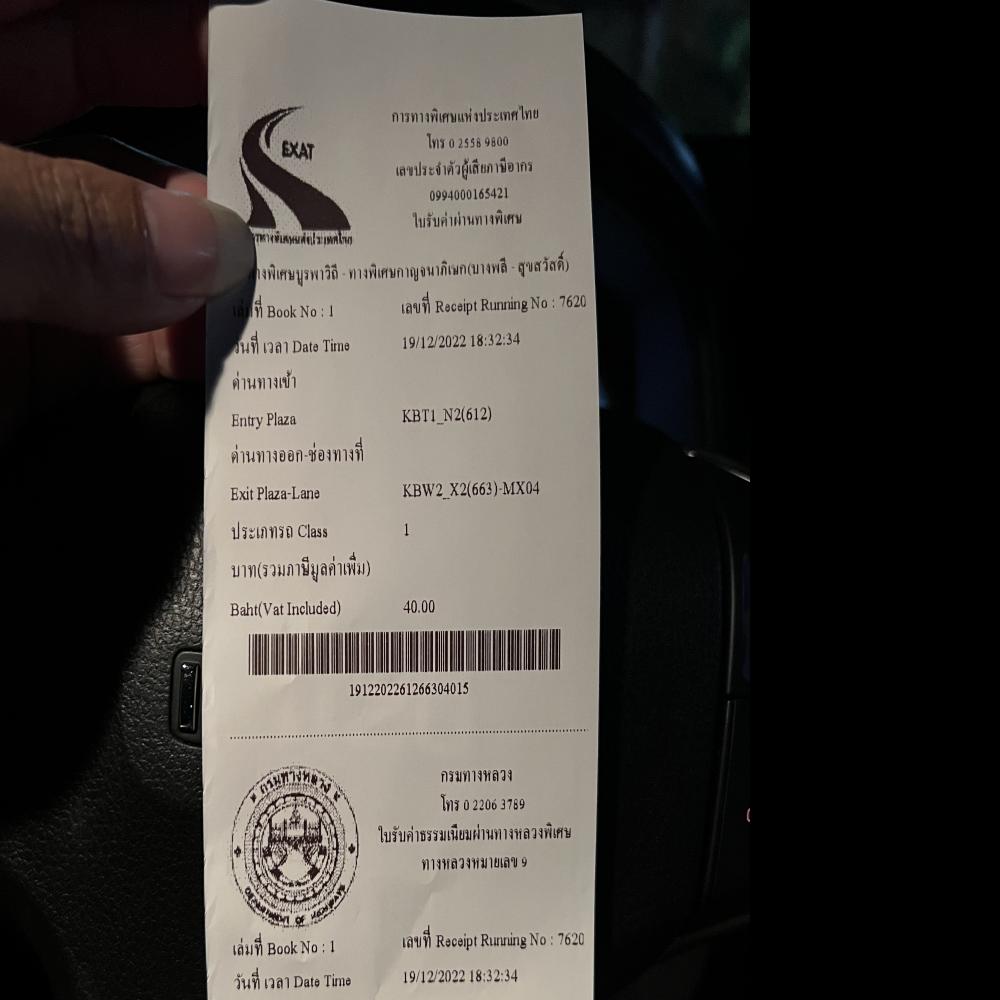 EXAT
การทางพิเศษแห่งประเทศไทย
โทร 0 2558 9800
เลขประจำตัวผู้เสียภาษีอากร
0994000165421
ใบรับค่าผ่านทางพิเศษ
ทางพิเศษบูรพาวิถี - ทางพิเศษกาญจนาภิเษก(บางพลี - สุขสวัสดิ์)
เล่มที่ Book No : 1 เลขที่ Receipt Running No : 7620
วันที่ เวลา Date Time 19/12/2022 18:32:34
ด่านทางเข้า
Entry Plaza KBT1_N2(612)
ด่านทางออก-ช่องทางที่
Exit Plaza-Lane KBW2_X2(663)-MX04
ประเภทรถ Class 1
บาท(รวมภาษีมูลค่าเพิ่ม)
Baht(Vat Included) 40.00
1912202261266304015
กรมทางหลวง
DEPARTMENT OF HIGHWAYS
กรมทางหลวง
โทร 0 2206 3789
ใบรับค่าธรรมเนียมผ่านทางหลวงพิเศษ
ทางหลวงหมายเลข 9
เล่มที่ Book No : 1 เลขที่ Receipt Running No : 7620
วันที่ เวลา Date Time 19/12/2022 18:32:34